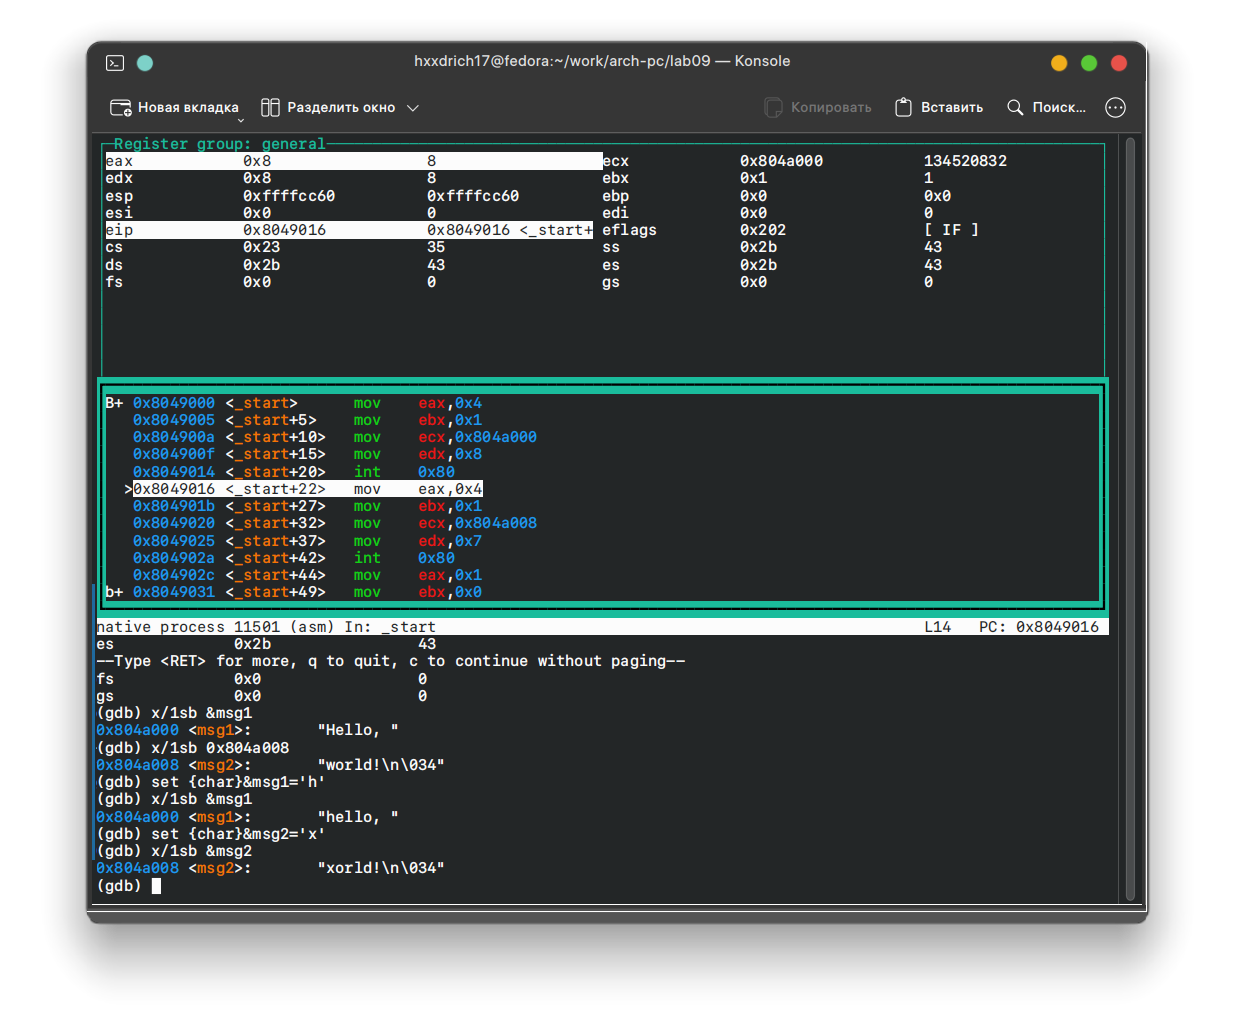 hxxdrich17@fedora:~/work/arch-pc/lab09 — Konsole
Новая вкладка Разделить окно Копировать Вставить Поиск...
Register group: general
eax 0x8 8 ecx 0x804a000 134520832
edx 0x8 8 ebx 0x1 1
esp 0xffffcc60 0xffffcc60 ebp 0x0 0x0
esi 0x0 0 edi 0x0 0
eip 0x8049016 0x8049016 <_start+ eflags 0x202 [ IF ]
cs 0x23 35 ss 0x2b 43
ds 0x2b 43 es 0x2b 43
fs 0x0 0 gs 0x0 0
B+ 0x8049000 <_start> mov eax,0x4
0x8049005 <_start+5> mov ebx,0x1
0x804900a <_start+10> mov ecx,0x804a000
0x804900f <_start+15> mov edx,0x8
0x8049014 <_start+20> int 0x80
>0x8049016 <_start+22> mov eax,0x4
0x804901b <_start+27> mov ebx,0x1
0x8049020 <_start+32> mov ecx,0x804a008
0x8049025 <_start+37> mov edx,0x7
0x804902a <_start+42> int 0x80
0x804902c <_start+44> mov eax,0x1
b+ 0x8049031 <_start+49> mov ebx,0x0
native process 11501 (asm) In: _start L14 PC: 0x8049016
es 0x2b 43
--Type <RET> for more, q to quit, c to continue without paging--
fs 0x0 0
gs 0x0 0
(gdb) x/1sb &msg1
0x804a000 <msg1>: "Hello, "
(gdb) x/1sb 0x804a008
0x804a008 <msg2>: "world!\n\034"
(gdb) set {char}&msg1='h'
(gdb) x/1sb &msg1
0x804a000 <msg1>: "hello, "
(gdb) set {char}&msg2='x'
(gdb) x/1sb &msg2
0x804a008 <msg2>: "xorld!\n\034"
(gdb)